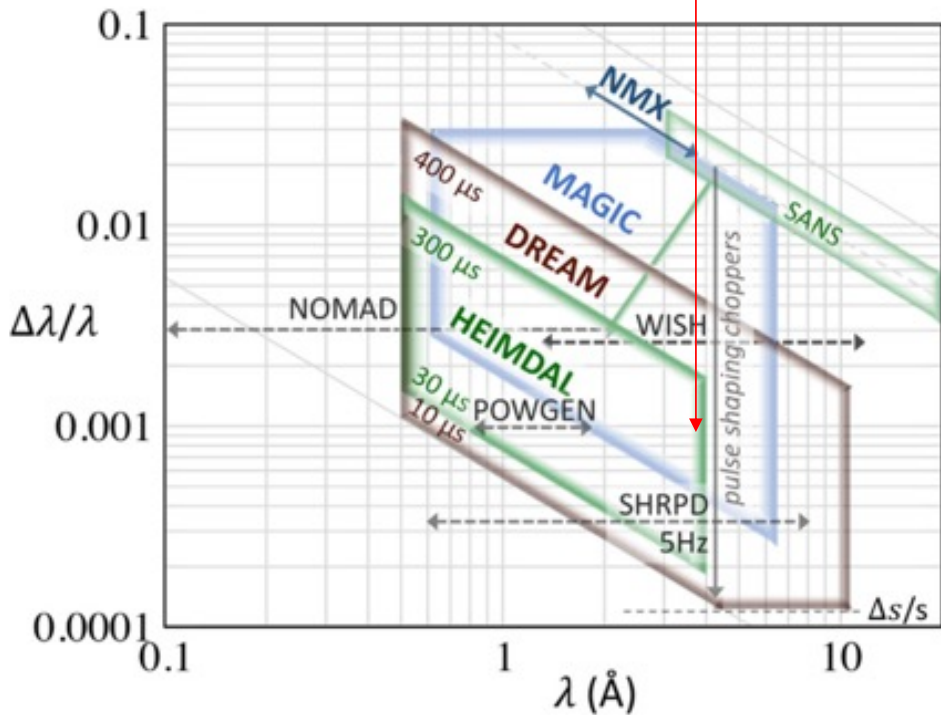 0.1
NMX
MAGIC
400 µs
SANS
0.01
DREAM
300 µs
NOMAD
WISH
Δλ/λ
HEIMDAL
pulse shaping choppers
30 µs
POWGEN
10 µs
0.001
SHRPD
5Hz
Δs/s
0.0001
0.1
1
10
λ (Å)